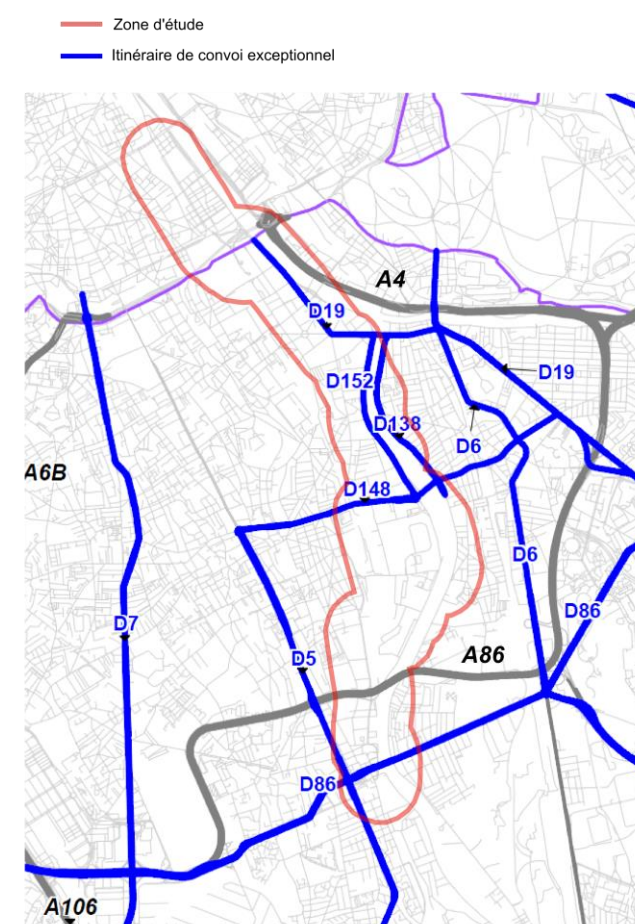 Zone d'étude
Itinéraire de convoi exceptionnel
A4
D19
D19
D152
D138
D6
A6B
D148
D6
D7
D86
D5
A86
D86
A106